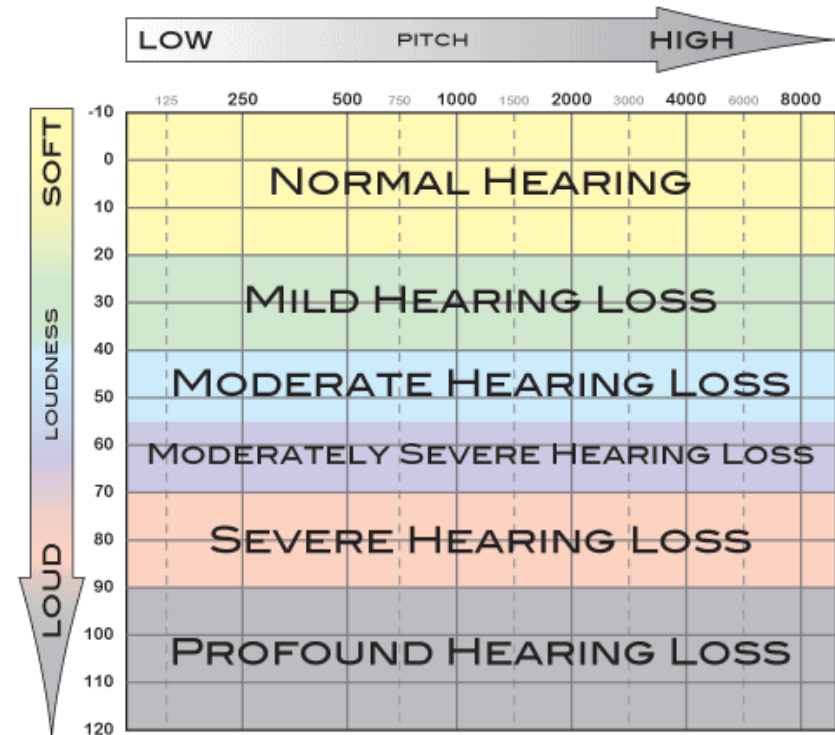 LOW PITCH HIGH
125 250 500 750 1000 1500 2000 3000 4000 6000 8000
SOFT
LOUDNESS
LOUD
-10
0
10
20
30
40
50
60
70
80
90
100
110
120
NORMAL HEARING
MILD HEARING LOSS
MODERATE HEARING LOSS
MODERATELY SEVERE HEARING LOSS
SEVERE HEARING LOSS
PROFOUND HEARING LOSS